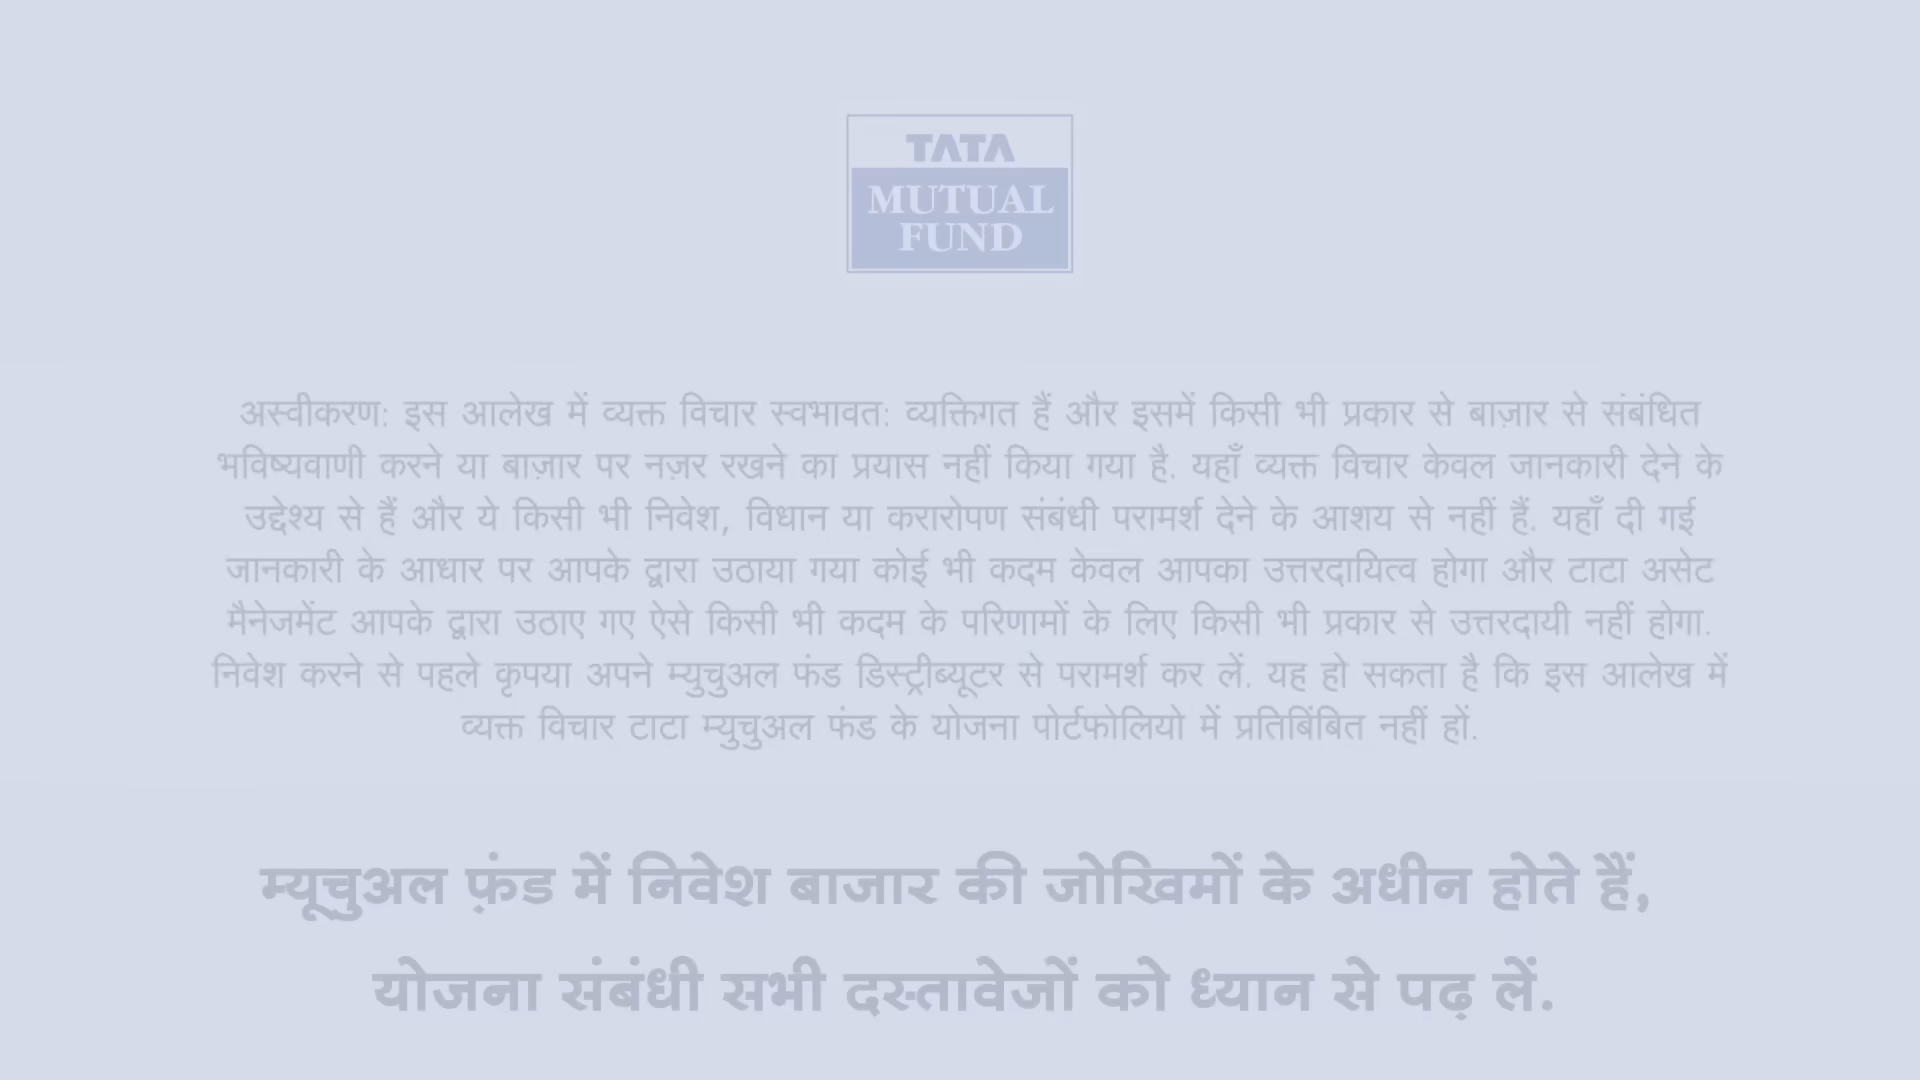 TATA
MUTUAL
FUND
अस्वीकरण: इस आलेख में व्यक्त विचार स्वभावत: व्यक्तिगत हैं और इसमें किसी भी प्रकार से बाज़ार से संबंधित
भविष्यवाणी करने या बाज़ार पर नज़र रखने का प्रयास नहीं किया गया है. यहाँ व्यक्त विचार केवल जानकारी देने के
उद्देश्य से हैं और ये किसी भी निवेश, विधान या करारोपण संबंधी परामर्श देने के आशय से नहीं हैं. यहाँ दी गई
जानकारी के आधार पर आपके द्वारा उठाया गया कोई भी कदम केवल आपका उत्तरदायित्व होगा और टाटा असेट
मैनेजमेंट आपके द्वारा उठाए गए ऐसे किसी भी कदम के परिणामों के लिए किसी भी प्रकार से उत्तरदायी नहीं होगा.
निवेश करने से पहले कृपया अपने म्युचुअल फंड डिस्ट्रीब्यूटर से परामर्श कर लें. यह हो सकता है कि इस आलेख में
व्यक्त विचार टाटा म्युचुअल फंड के योजना पोर्टफोलियो में प्रतिबिंबित नहीं हों.
म्यूचुअल फ़ंड में निवेश बाजार की जोखिमों के अधीन होते हैं,
योजना संबंधी सभी दस्तावेजों को ध्यान से पढ़ लें.